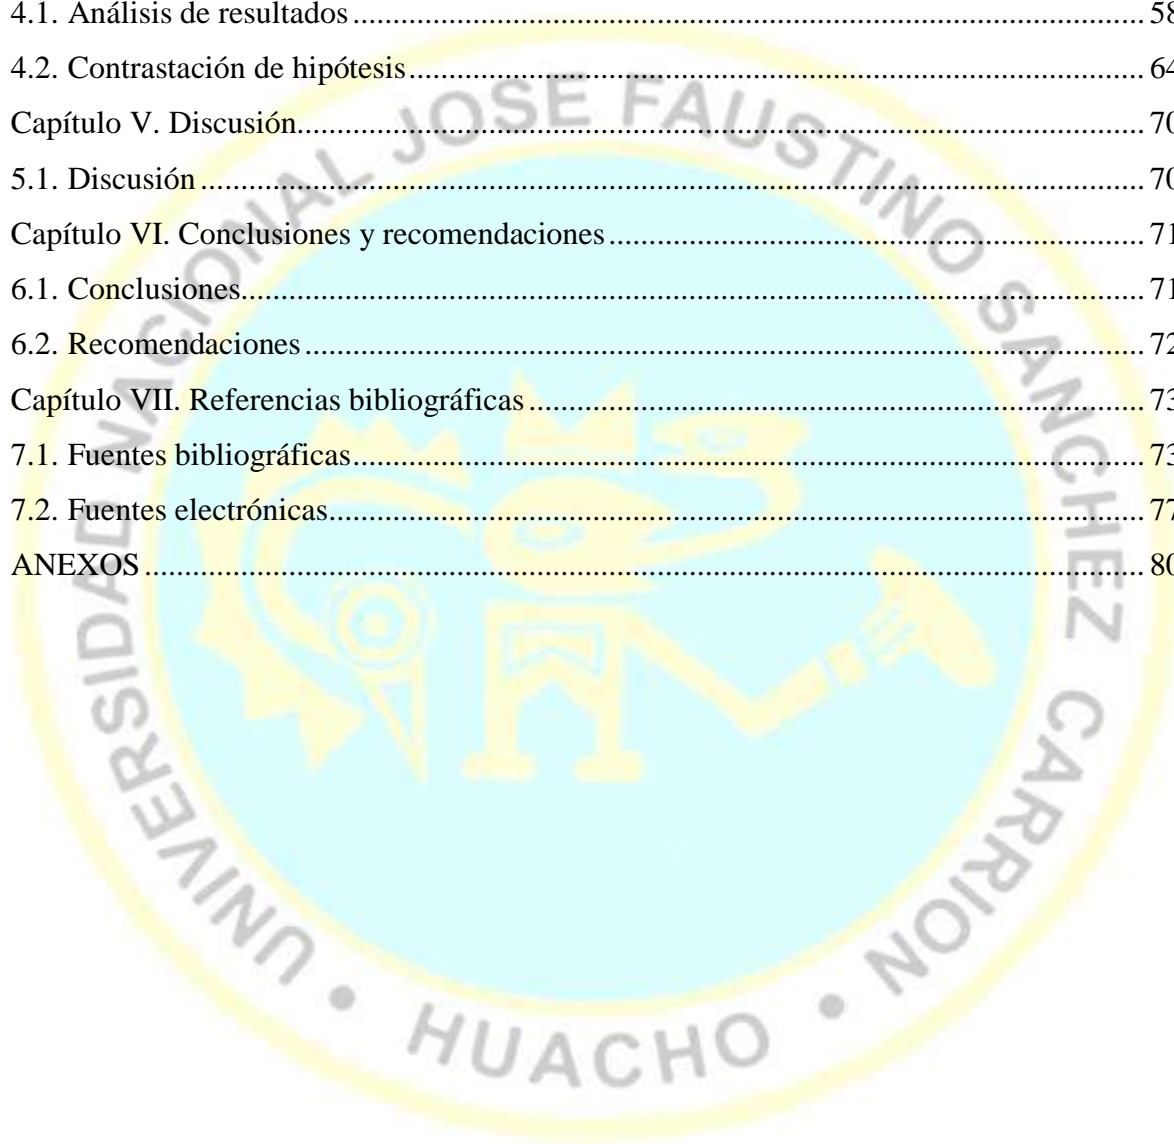 4.1. Análisis de resultados ........ 58
4.2. Contrastación de hipótesis ........ 64
Capítulo V. Discusión ........ 70
5.1. Discusión ........ 70
Capítulo VI. Conclusiones y recomendaciones ........ 71
6.1. Conclusiones ........ 71
6.2. Recomendaciones ........ 72
Capítulo VII. Referencias bibliográficas ........ 73
7.1. Fuentes bibliográficas ........ 73
7.2. Fuentes electrónicas ........ 77
ANEXOS ........ 80
UNIVERSIDAD NACIONAL JOSE FAUSTINO SANCHEZ CARRION • HUACHO •